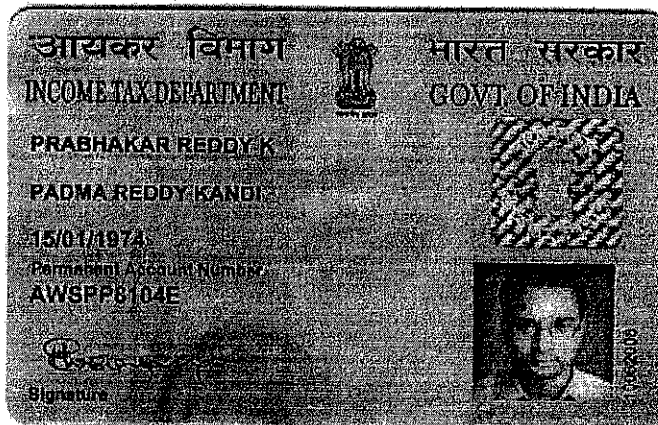 आयकर विभाग
INCOME TAX DEPARTMENT
भारत सरकार
GOVT. OF INDIA
PRABHAKAR REDDY K
PADMA REDDY KANDI
15/01/1974
Permanent Account Number
AWSPP8104E
Signature